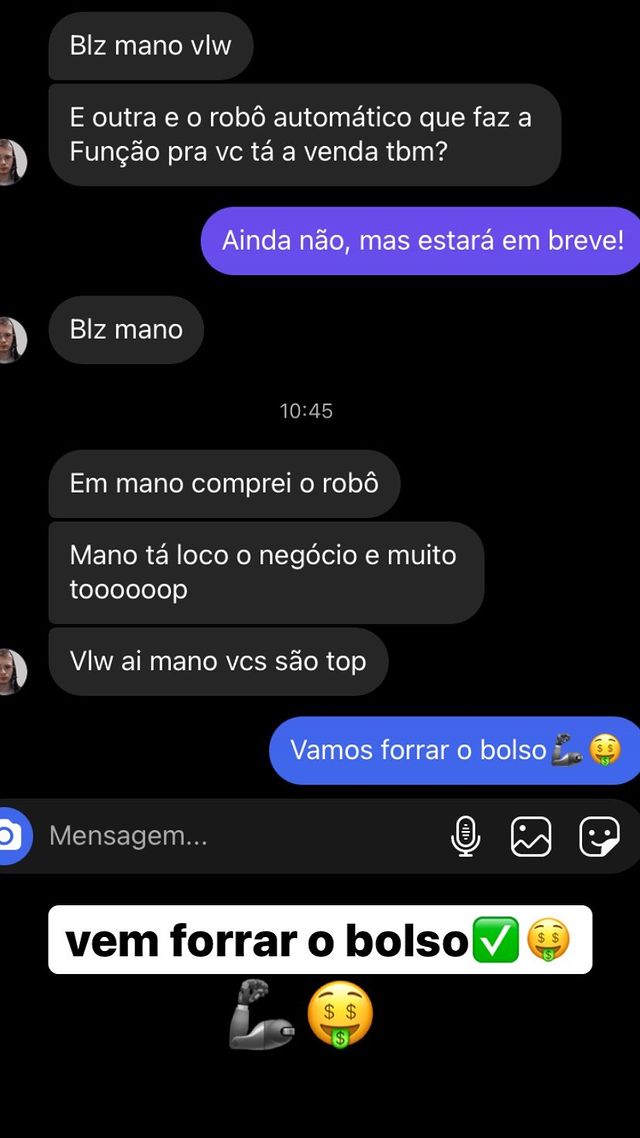 Blz mano vlw
E outra e o robô automático que faz a
Função pra vc tá a venda tbm?
Ainda não, mas estará em breve!
Blz mano
10:45
Em mano comprei o robô
Mano tá loco o negócio e muito
toooooop
Vlw ai mano vcs são top
Vamos forrar o bolso🦾🤑
Mensagem...
vem forrar o bolso✅🤑
🦾🤑